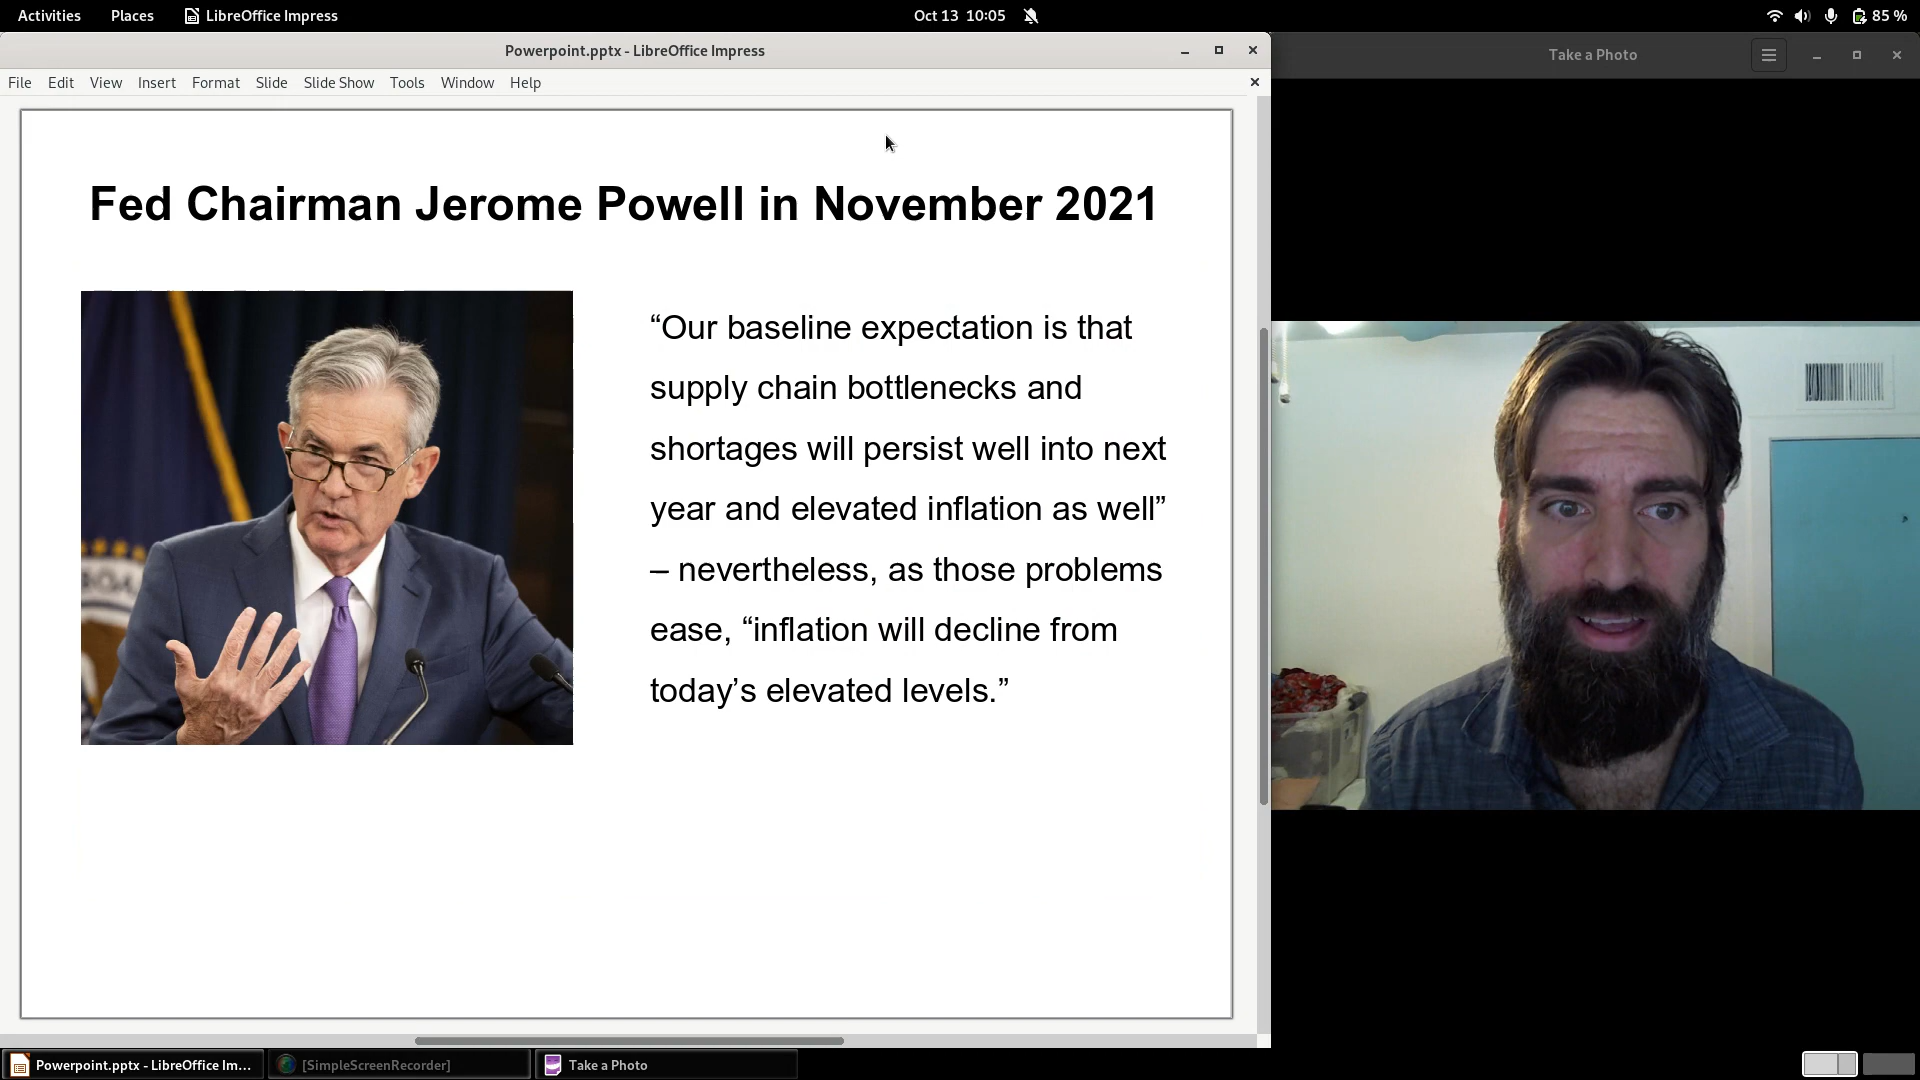 Activities Places LibreOffice Impress Oct 13 10:05 85 %
Powerpoint.pptx - LibreOffice Impress
Take a Photo
File Edit View Insert Format Slide Slide Show Tools Window Help
Fed Chairman Jerome Powell in November 2021
“Our baseline expectation is that
supply chain bottlenecks and
shortages will persist well into next
year and elevated inflation as well”
– nevertheless, as those problems
ease, “inflation will decline from
today’s elevated levels.”
Powerpoint.pptx - LibreOffice Im... [SimpleScreenRecorder] Take a Photo